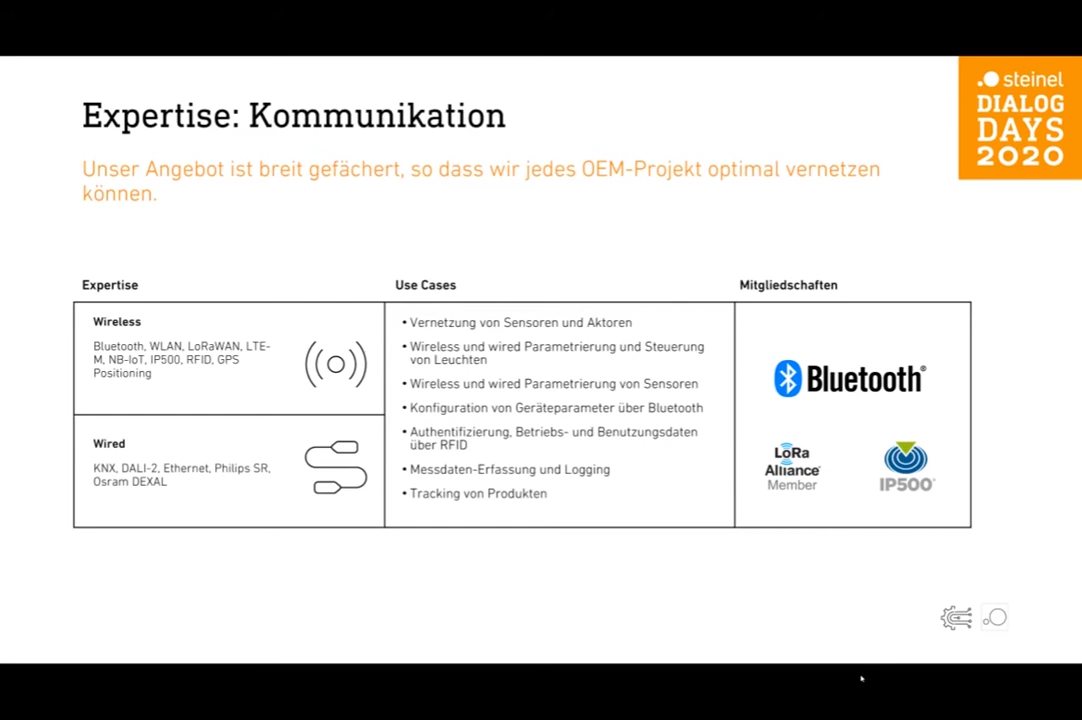 steinel
DIALOG
DAYS
2020
Expertise: Kommunikation
Unser Angebot ist breit gefächert, so dass wir jedes OEM-Projekt optimal vernetzen
können.
Expertise
Wireless
Bluetooth, WLAN, LoRaWAN, LTE-
M, NB-IoT, IP500, RFID, GPS
Positioning
Wired
KNX, DALI-2, Ethernet, Philips SR,
Osram DEXAL
Use Cases
• Vernetzung von Sensoren und Aktoren
• Wireless und wired Parametrierung und Steuerung
von Leuchten
• Wireless und wired Parametrierung von Sensoren
• Konfiguration von Geräteparameter über Bluetooth
• Authentifizierung, Betriebs- und Benutzungsdaten
über RFID
• Messdaten-Erfassung und Logging
• Tracking von Produkten
Mitgliedschaften
Bluetooth®
LoRa
Alliance®
Member
IP500®